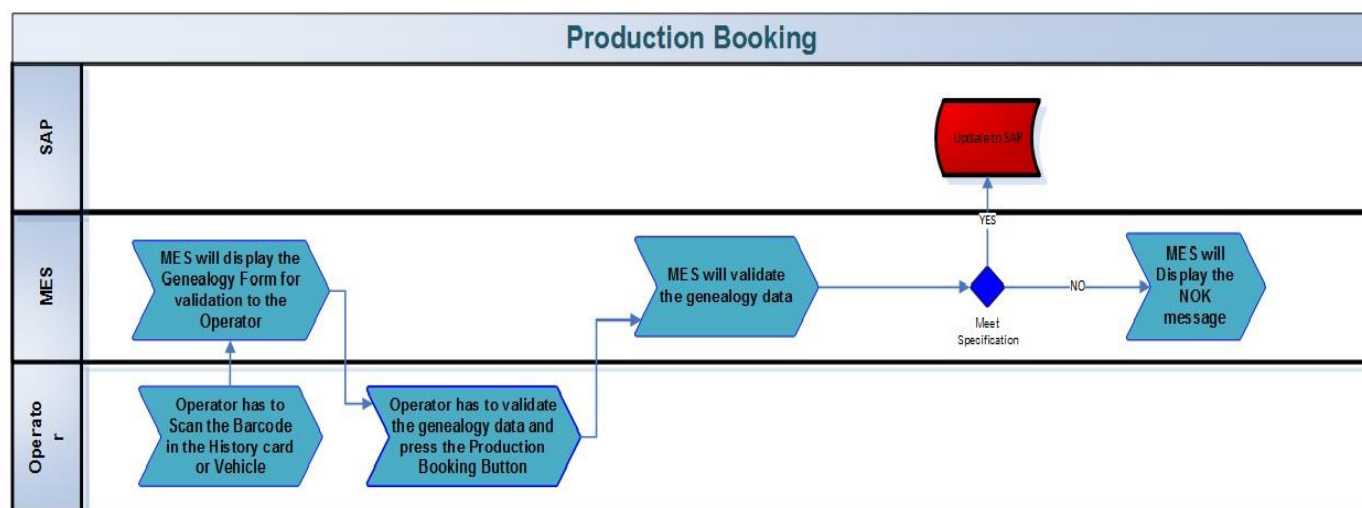 Production Booking
SAP
Update to SAP
YES
MES
MES will display the
Genealogy Form for
validation to the
Operator
MES will validate
the genealogy data
Meet
Specification
NO
MES will
Display the
NOK
message
Operato
r
Operator has to
Scan the Barcode
in the History card
or Vehicle
Operator has to validate
the genealogy data and
press the Production
Booking Button